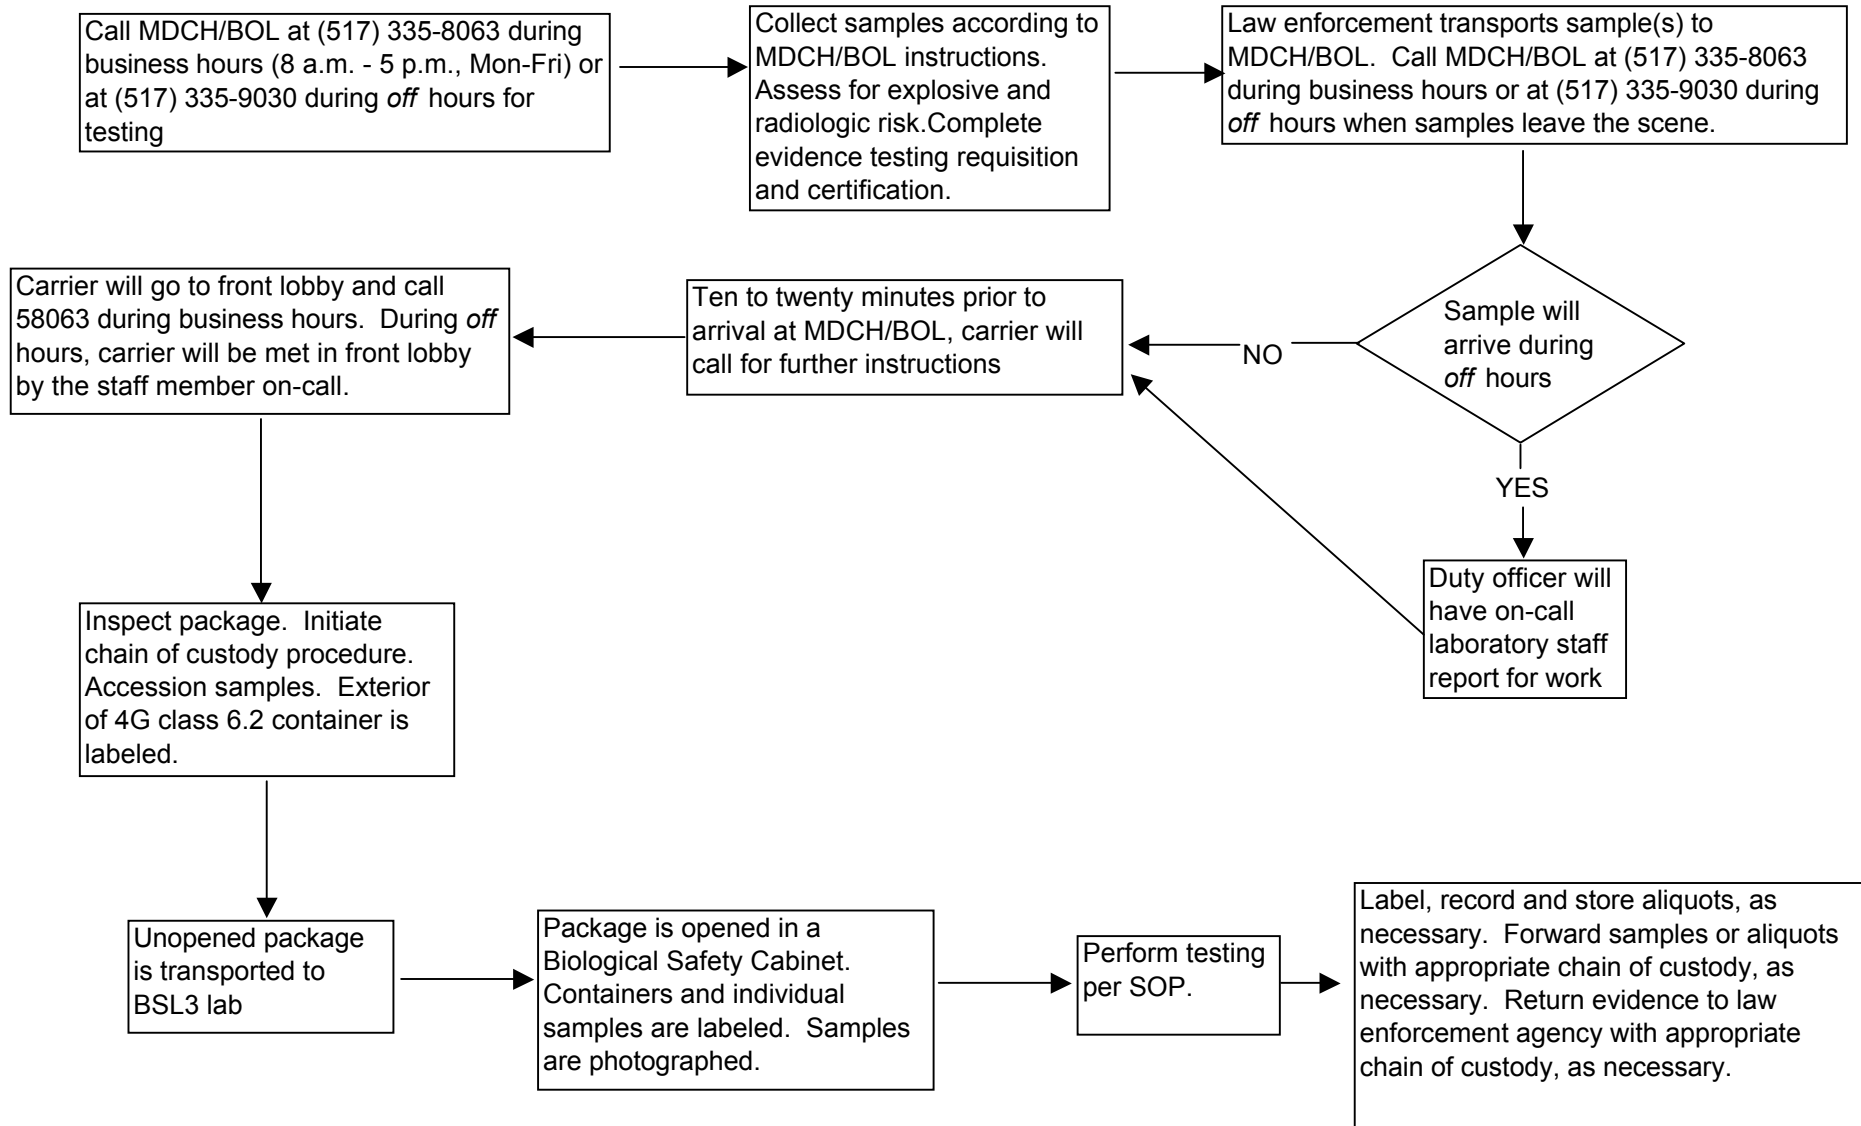 Call MDCH/BOL at (517) 335-8063 during
business hours (8 a.m. - 5 p.m., Mon-Fri) or
at (517) 335-9030 during off hours for
testing
Collect samples according to
MDCH/BOL instructions.
Assess for explosive and
radiologic risk.Complete
evidence testing requisition
and certification.
Law enforcement transports sample(s) to
MDCH/BOL.  Call MDCH/BOL at (517) 335-8063
during business hours or at (517) 335-9030 during
off hours when samples leave the scene.
Sample will
arrive during
off hours
NO
YES
Duty officer will
have on-call
laboratory staff
report for work
Ten to twenty minutes prior to
arrival at MDCH/BOL, carrier will
call for further instructions
Carrier will go to front lobby and call
58063 during business hours.  During off
hours, carrier will be met in front lobby
by the staff member on-call.
Inspect package.  Initiate
chain of custody procedure.
Accession samples.  Exterior
of 4G class 6.2 container is
labeled.
Unopened package
is transported to
BSL3 lab
Package is opened in a
Biological Safety Cabinet.
Containers and individual
samples are labeled.  Samples
are photographed.
Perform testing
per SOP.
Label, record and store aliquots, as
necessary.  Forward samples or aliquots
with appropriate chain of custody, as
necessary.  Return evidence to law
enforcement agency with appropriate
chain of custody, as necessary.